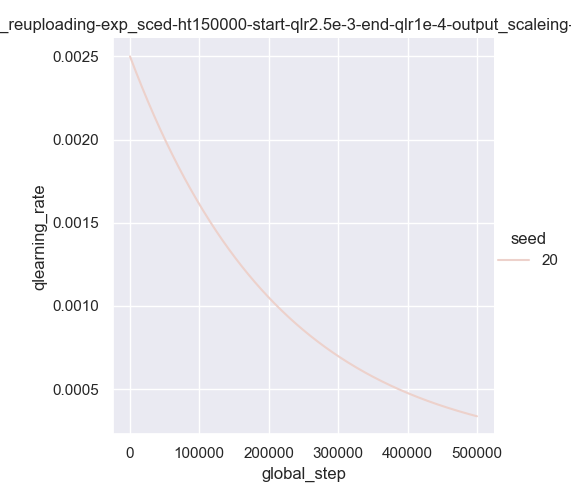 _reuploading-exp_sced-ht150000-start-qlr2.5e-3-end-qlr1e-4-output_scaleing-
0.0025
0.0020
0.0015
0.0010
0.0005
qlearning_rate
0 100000 200000 300000 400000 500000
global_step
seed
20